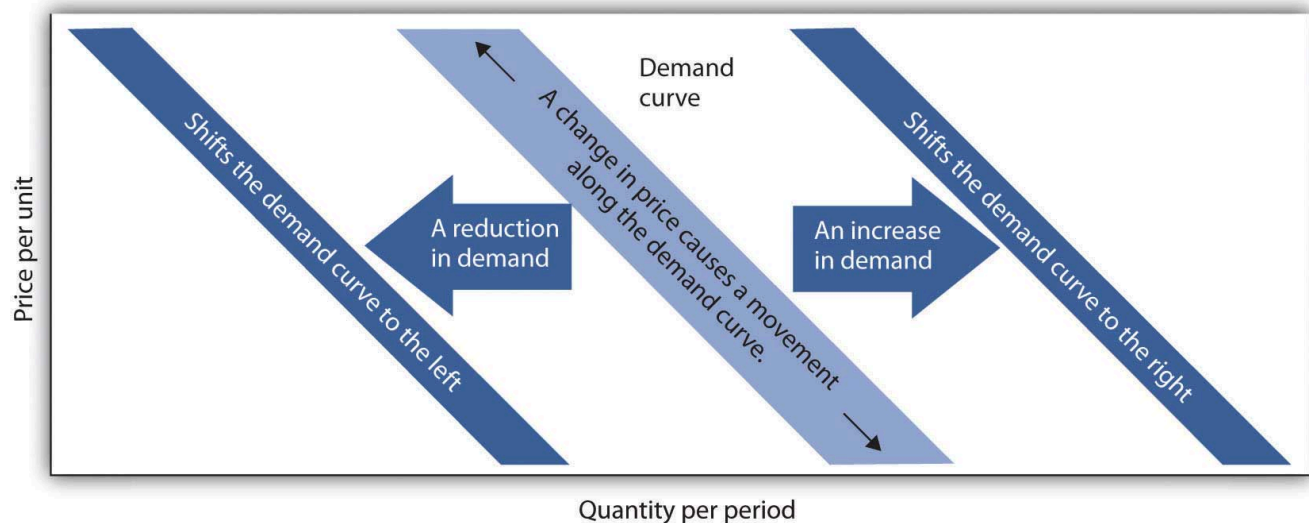 Demand
curve
Shifts the demand curve to the left
A change in price causes a movement
along the demand curve.
Shifts the demand curve to the right
A reduction
in demand
An increase
in demand
Price per unit
Quantity per period